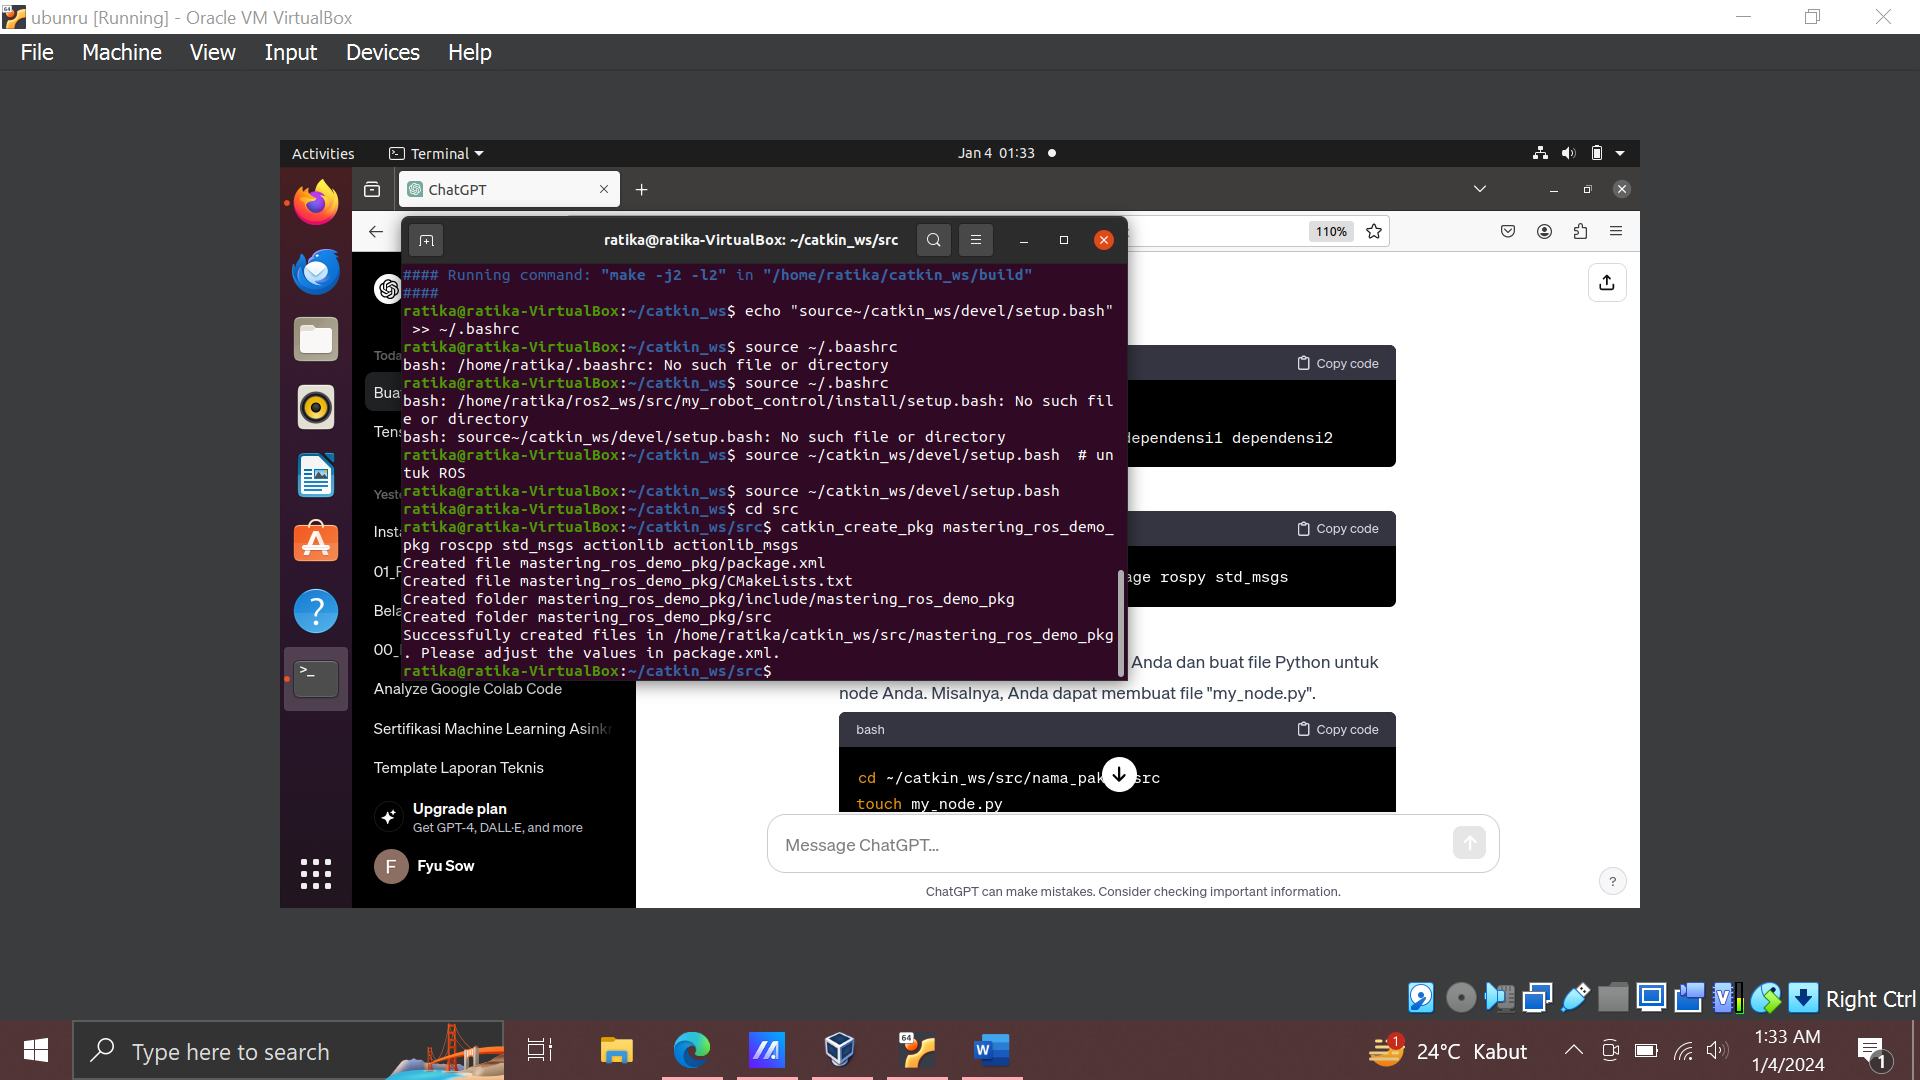 ubunru [Running] - Oracle VM VirtualBox
File Machine View Input Devices Help
Activities Terminal Jan 4 01:33
ChatGPT
110%
ratika@ratika-VirtualBox: ~/catkin_ws/src
#### Running command: "make -j2 -l2" in "/home/ratika/catkin_ws/build"
####
ratika@ratika-VirtualBox:~/catkin_ws$ echo "source~/catkin_ws/devel/setup.bash"
>> ~/.bashrc
ratika@ratika-VirtualBox:~/catkin_ws$ source ~/.baashrc
bash: /home/ratika/.baashrc: No such file or directory
ratika@ratika-VirtualBox:~/catkin_ws$ source ~/.bashrc
bash: /home/ratika/ros2_ws/src/my_robot_control/install/setup.bash: No such fil
e or directory
bash: source~/catkin_ws/devel/setup.bash: No such file or directory
ratika@ratika-VirtualBox:~/catkin_ws$ source ~/catkin_ws/devel/setup.bash # un
tuk ROS
ratika@ratika-VirtualBox:~/catkin_ws$ source ~/catkin_ws/devel/setup.bash
ratika@ratika-VirtualBox:~/catkin_ws$ cd src
ratika@ratika-VirtualBox:~/catkin_ws/src$ catkin_create_pkg mastering_ros_demo_
pkg roscpp std_msgs actionlib actionlib_msgs
Created file mastering_ros_demo_pkg/package.xml
Created file mastering_ros_demo_pkg/CMakeLists.txt
Created folder mastering_ros_demo_pkg/include/mastering_ros_demo_pkg
Created folder mastering_ros_demo_pkg/src
Successfully created files in /home/ratika/catkin_ws/src/mastering_ros_demo_pkg
. Please adjust the values in package.xml.
ratika@ratika-VirtualBox:~/catkin_ws/src$
Toda
Bua
Tens
Yeste
Insta
01_F
Bela
00_
Analyze Google Colab Code
Sertifikasi Machine Learning Asink
Template Laporan Teknis
Upgrade plan
Get GPT-4, DALL·E, and more
F Fyu Sow
Copy code
dependensi1 dependensi2
Copy code
age rospy std_msgs
Anda dan buat file Python untuk
node Anda. Misalnya, Anda dapat membuat file "my_node.py".
bash Copy code
cd ~/catkin_ws/src/nama_pak src
touch my_node.py
Message ChatGPT...
ChatGPT can make mistakes. Consider checking important information.
?
Right Ctrl
Type here to search
64
1
24°C Kabut
1:33 AM
1/4/2024
1